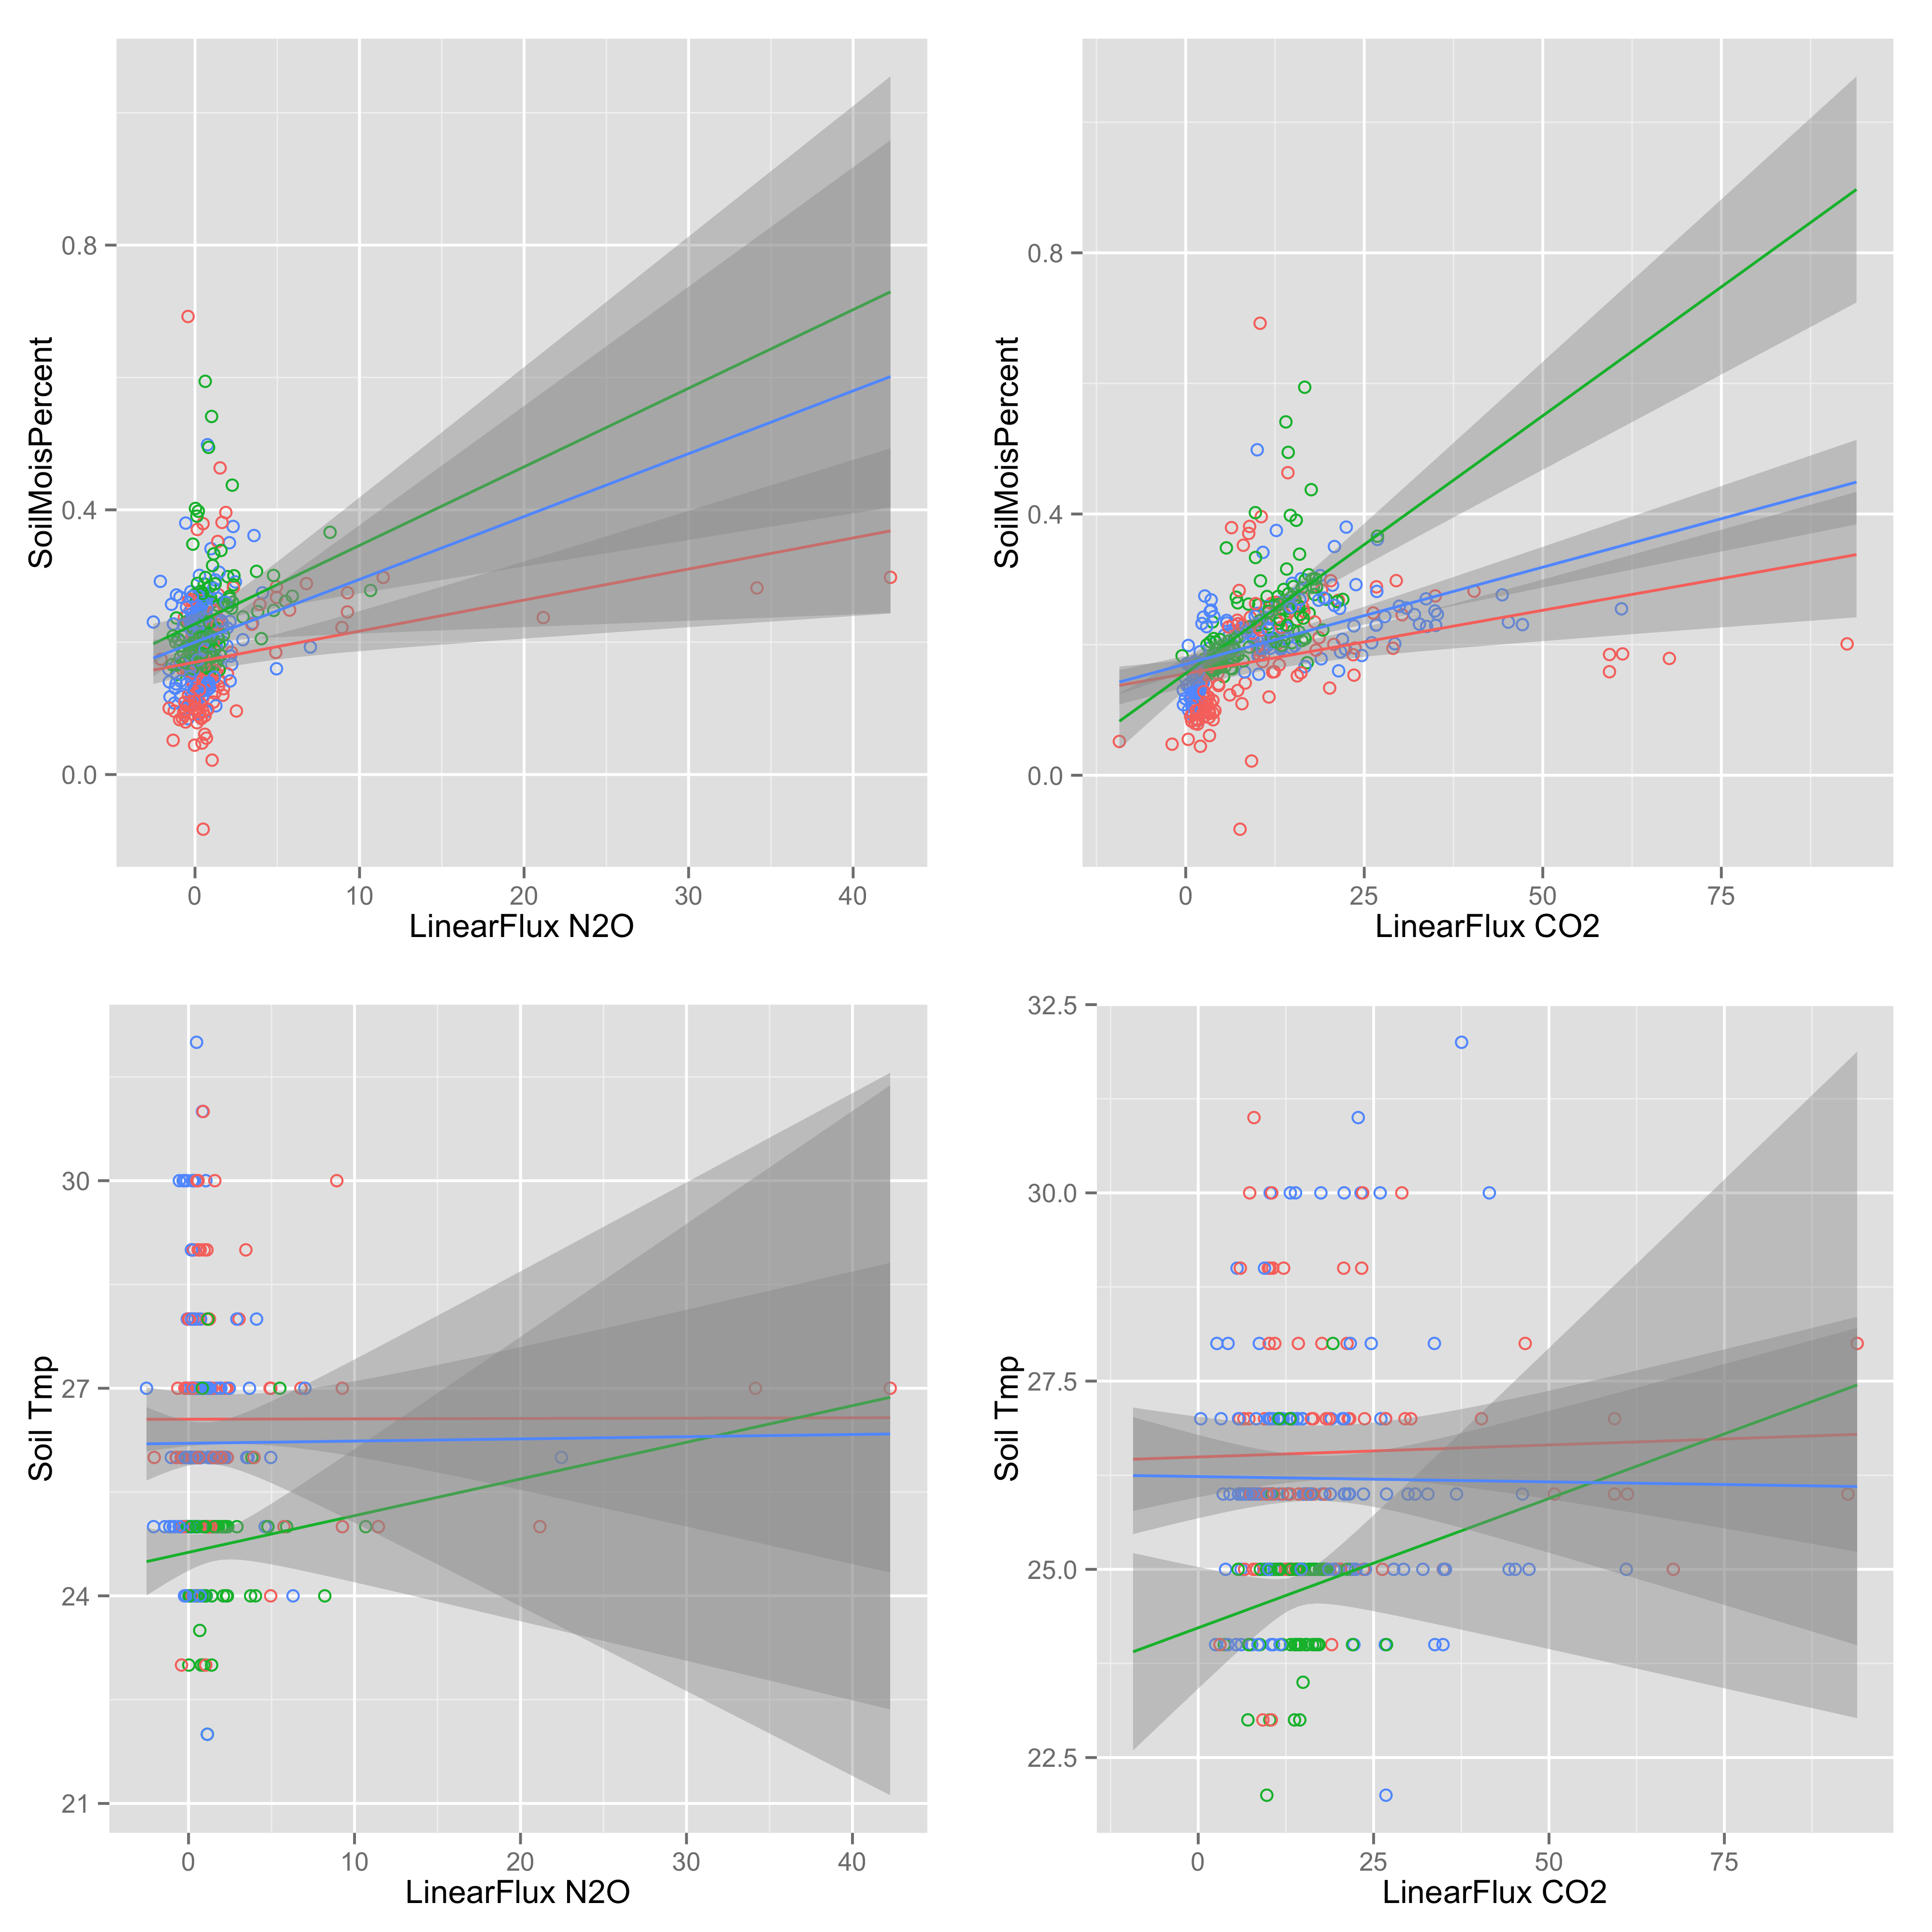 SoilMoisPercent
0.8
0.4
0.0
0 10 20 30 40
LinearFlux N2O
SoilMoisPercent
0.8
0.4
0.0
0 25 50 75
LinearFlux CO2
Soil Tmp
30
27
24
21
0 10 20 30 40
LinearFlux N2O
Soil Tmp
32.5
30.0
27.5
25.0
22.5
0 25 50 75
LinearFlux CO2